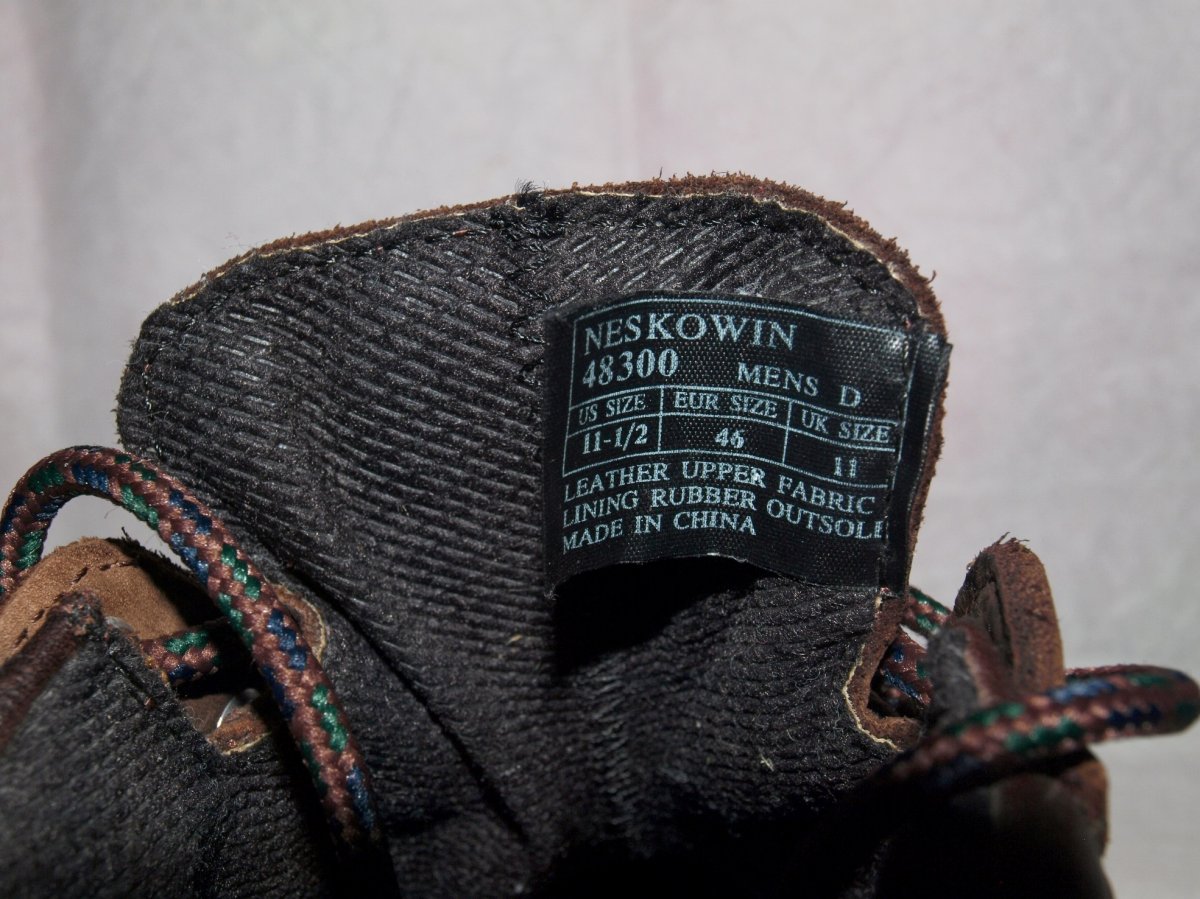 NESKOWIN
48300 MENS D
US SIZE EUR SIZE UK SIZE
11-1/2 46 11
LEATHER UPPER FABRIC
LINING RUBBER OUTSOLE
MADE IN CHINA